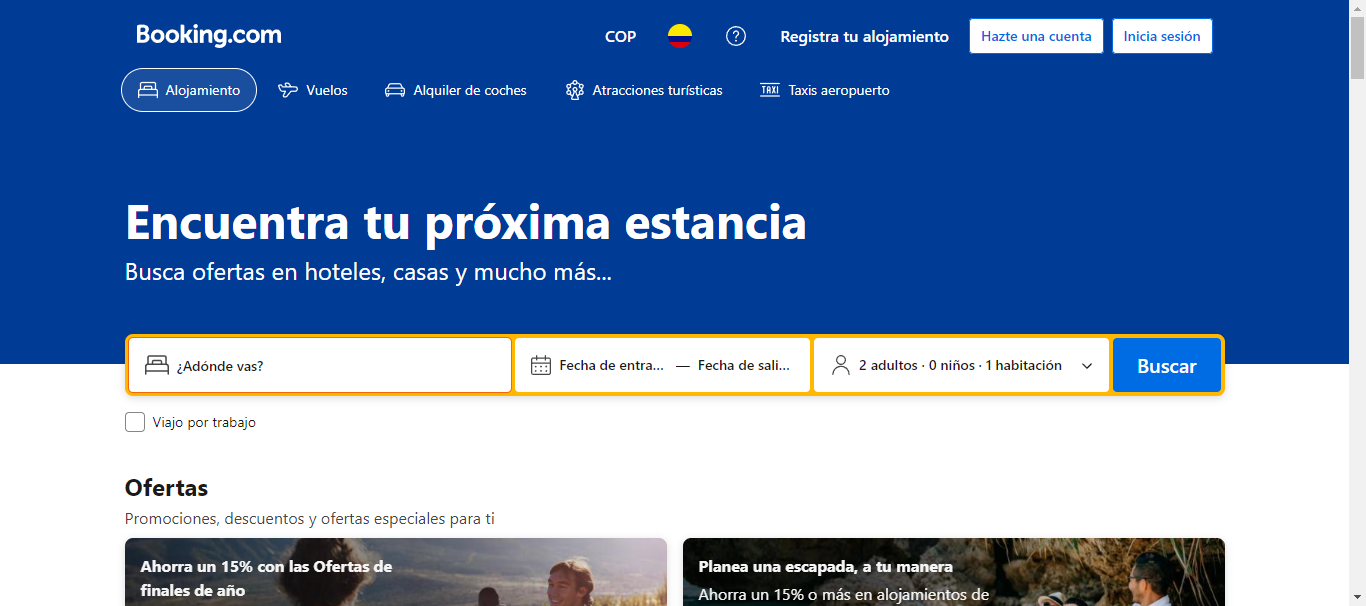 Booking.com
COP
Registra tu alojamiento
Hazte una cuenta
Inicia sesión
Alojamiento
Vuelos
Alquiler de coches
Atracciones turísticas
TAXI
Taxis aeropuerto
Encuentra tu próxima estancia
Busca ofertas en hoteles, casas y mucho más...
¿Adónde vas?
Fecha de entra... — Fecha de sali...
2 adultos · 0 niños · 1 habitación
Buscar
Viajo por trabajo
Ofertas
Promociones, descuentos y ofertas especiales para ti
Ahorra un 15% con las Ofertas de
finales de año
Planea una escapada, a tu manera
Ahorra un 15% o más en alojamientos de